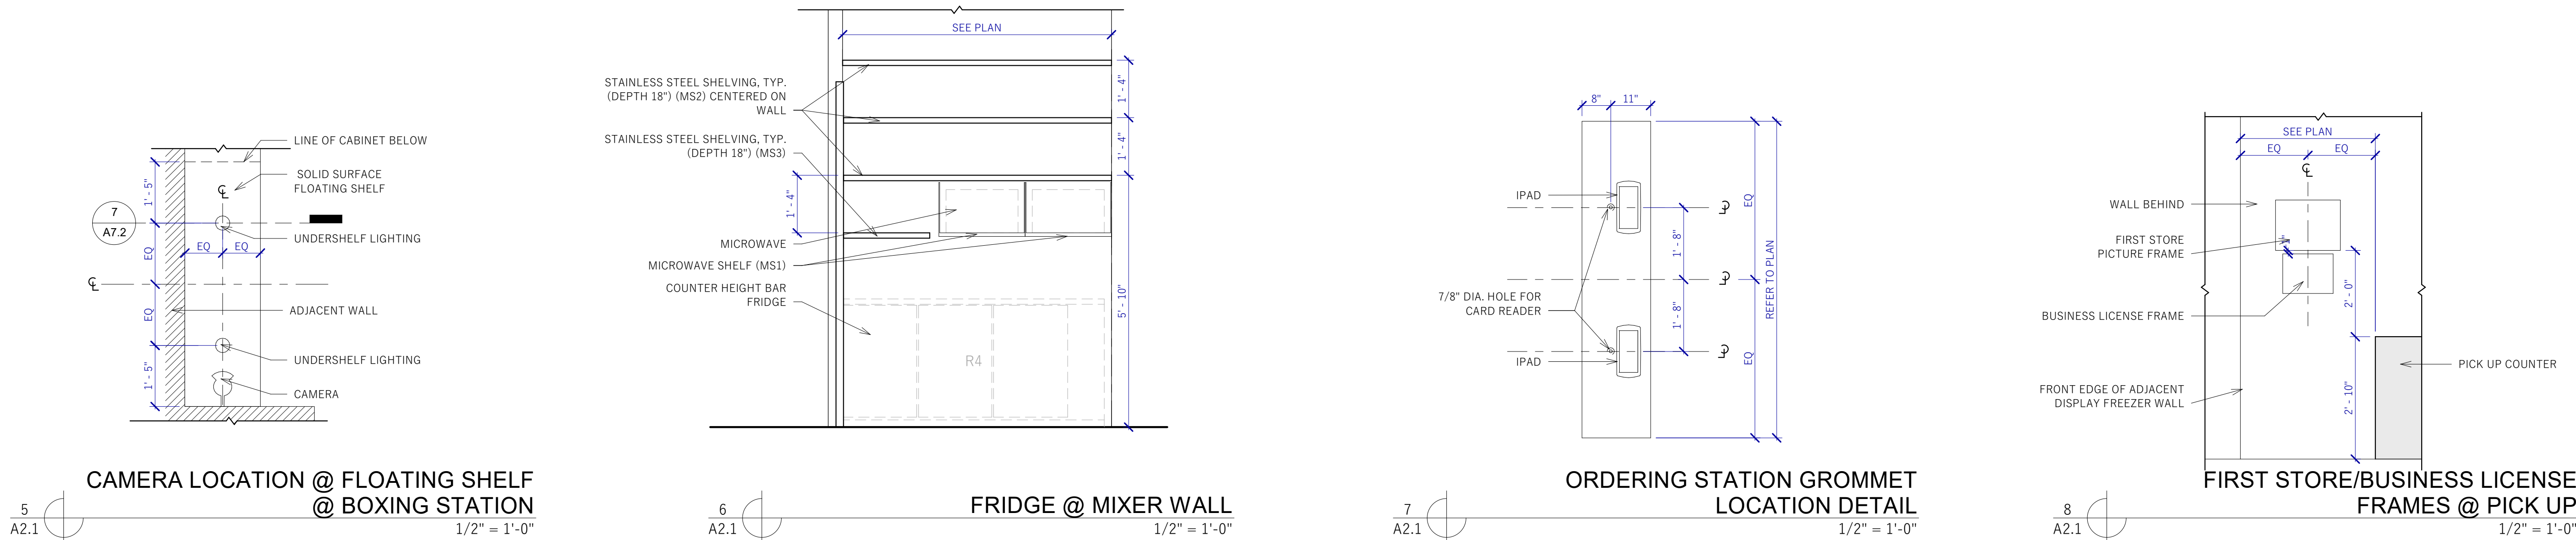 LINE OF CABINET BELOW
SOLID SURFACE
FLOATING SHELF
1' - 5"
7
A7.2
UNDERSHELF LIGHTING
EQ
EQ
EQ
ADJACENT WALL
EQ
UNDERSHELF LIGHTING
1' - 5"
CAMERA
CAMERA LOCATION @ FLOATING SHELF
@ BOXING STATION
5
A2.1
1/2" = 1'-0"
SEE PLAN
STAINLESS STEEL SHELVING, TYP.
(DEPTH 18") (MS2) CENTERED ON
WALL
STAINLESS STEEL SHELVING, TYP.
(DEPTH 18") (MS3)
1' - 4"
1' - 4"
1' - 4"
MICROWAVE
MICROWAVE SHELF (MS1)
COUNTER HEIGHT BAR
FRIDGE
5' - 10"
R4
FRIDGE @ MIXER WALL
6
A2.1
1/2" = 1'-0"
8"
11"
IPAD
EQ
1' - 8"
REFER TO PLAN
7/8" DIA. HOLE FOR
CARD READER
1' - 8"
IPAD
EQ
ORDERING STATION GROMMET
LOCATION DETAIL
7
A2.1
1/2" = 1'-0"
SEE PLAN
EQ
EQ
WALL BEHIND
FIRST STORE
PICTURE FRAME
BUSINESS LICENSE FRAME
2' - 0"
PICK UP COUNTER
FRONT EDGE OF ADJACENT
DISPLAY FREEZER WALL
2' - 10"
FIRST STORE/BUSINESS LICENSE
FRAMES @ PICK UP
8
A2.1
1/2" = 1'-0"